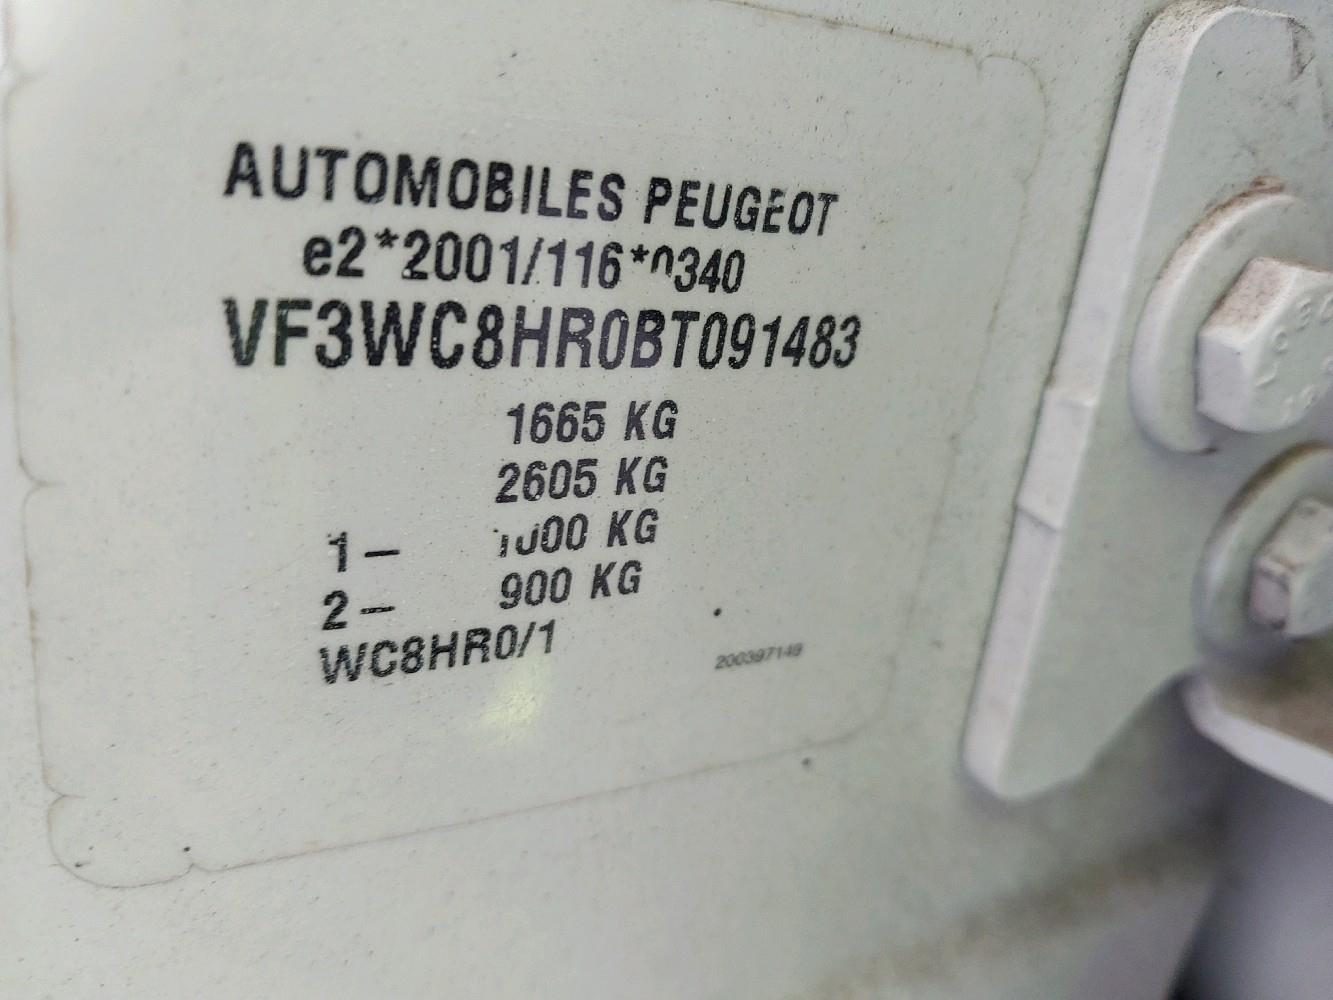 AUTOMOBILES PEUGEOT
e2*2001/116*0340
VF3WC8HR0BT091483
1665 KG
2605 KG
1- 1000 KG
2- 900 KG
WC8HR0/1
200397149